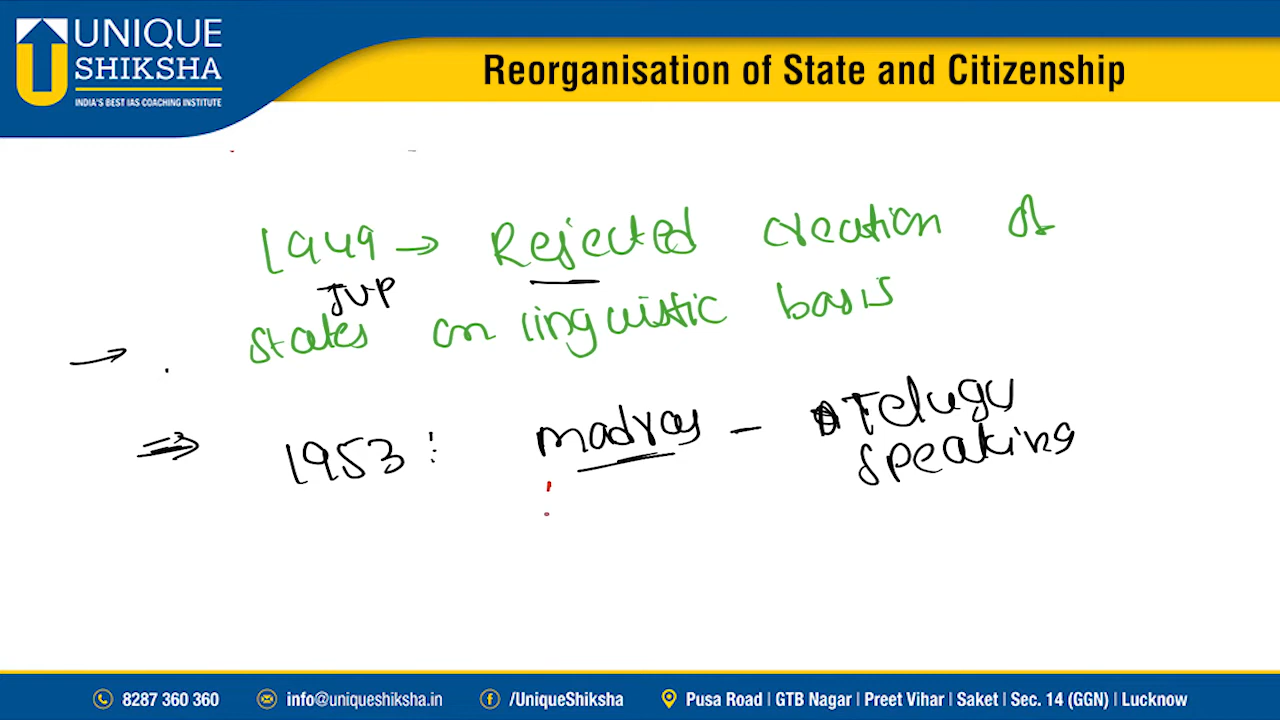 UNIQUE
SHIKSHA
INDIA'S BEST IAS COACHING INSTITUTE
Reorganisation of State and Citizenship
1949 → Rejected creation of
JVP
states on linguistic basis
→
⇒ 1953: madras - Telugu
speaking
8287 360 360 info@uniqueshiksha.in /UniqueShiksha Pusa Road | GTB Nagar | Preet Vihar | Saket | Sec. 14 (GGN) | Lucknow